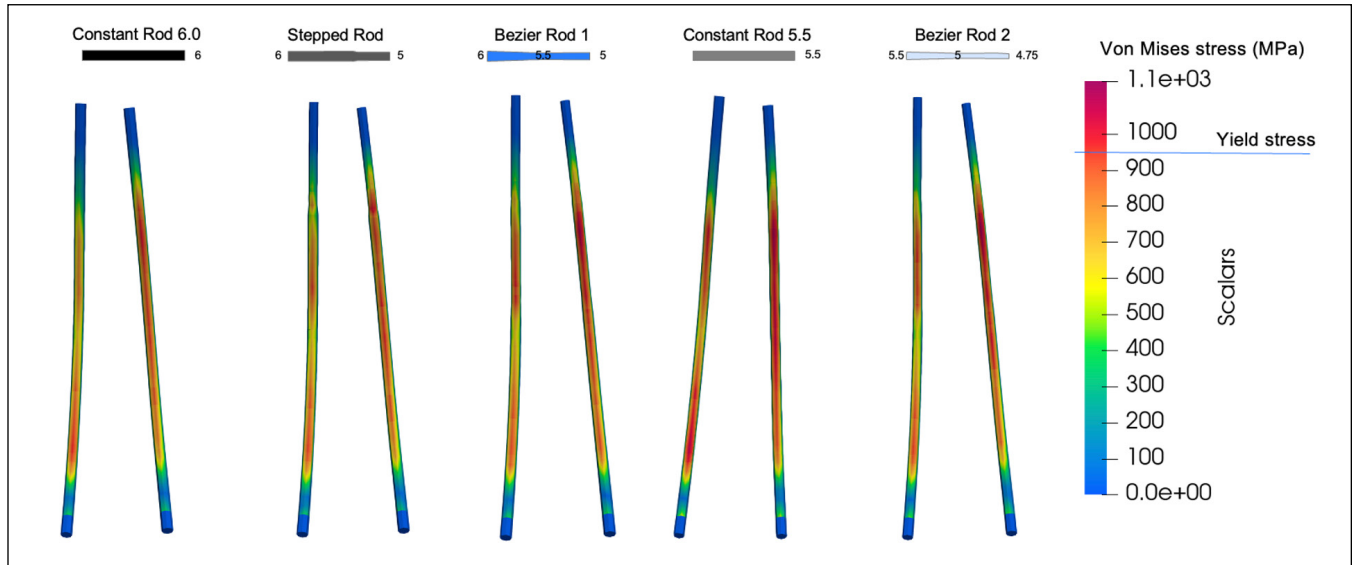 Constant Rod 6.0
6
Stepped Rod
6 5
Bezier Rod 1
6 5.5 5
Constant Rod 5.5
5.5
Bezier Rod 2
5.5 5 4.75
Von Mises stress (MPa)
1.1e+03
1000
Yield stress
900
800
700
600
500
400
300
200
100
0.0e+00
Scalars